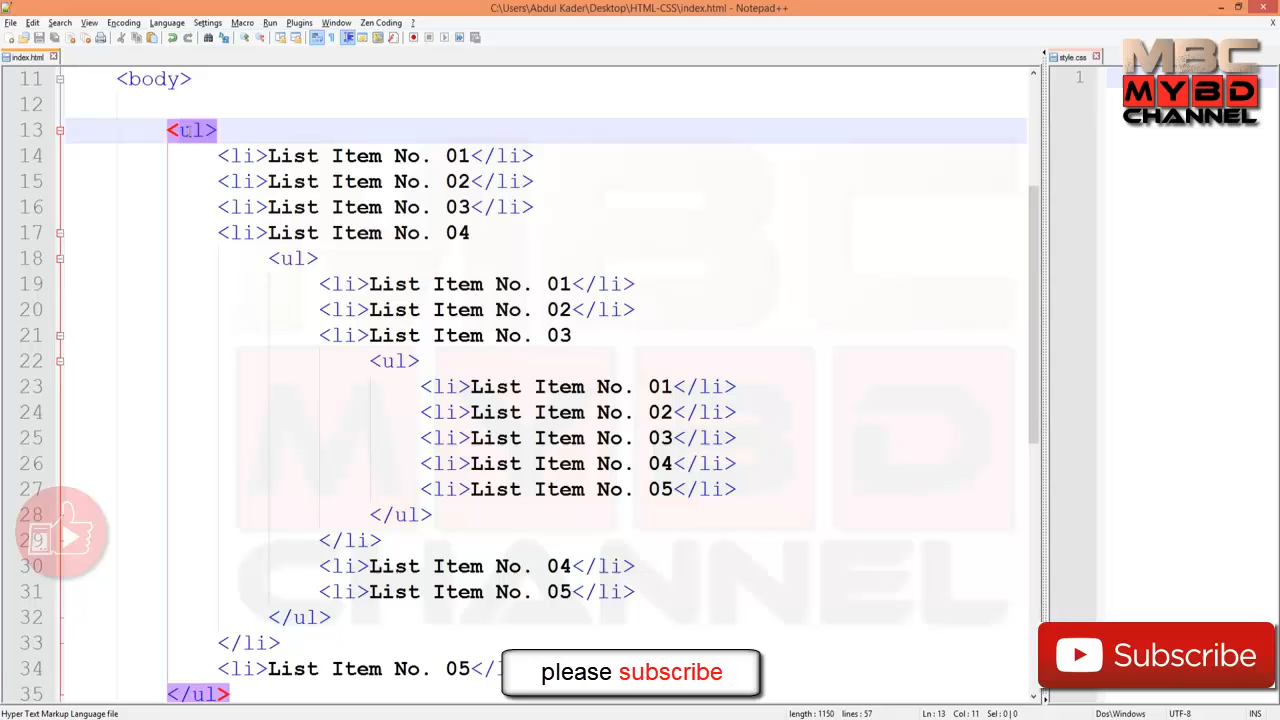 C:\Users\Abdul Kader\Desktop\HTML-CSS\index.html - Notepad++
File Edit Search View Encoding Language Settings Macro Run Plugins Window Zen Coding ? X
index.html
style.css
11 <body>
12
13 <ul>
14 <li>List Item No. 01</li>
15 <li>List Item No. 02</li>
16 <li>List Item No. 03</li>
17 <li>List Item No. 04
18 <ul>
19 <li>List Item No. 01</li>
20 <li>List Item No. 02</li>
21 <li>List Item No. 03
22 <ul>
23 <li>List Item No. 01</li>
24 <li>List Item No. 02</li>
25 <li>List Item No. 03</li>
26 <li>List Item No. 04</li>
27 <li>List Item No. 05</li>
28 </ul>
29 </li>
30 <li>List Item No. 04</li>
31 <li>List Item No. 05</li>
32 </ul>
33 </li>
34 <li>List Item No. 05</l
35 </ul>
1
MBC
MYBD
CHANNEL
MYBD
CHANNEL
please subscribe
Subscribe
Hyper Text Markup Language file length : 1150 lines : 57 Ln : 13 Col : 11 Sel : 0 | 0 Dos\Windows UTF-8 INS